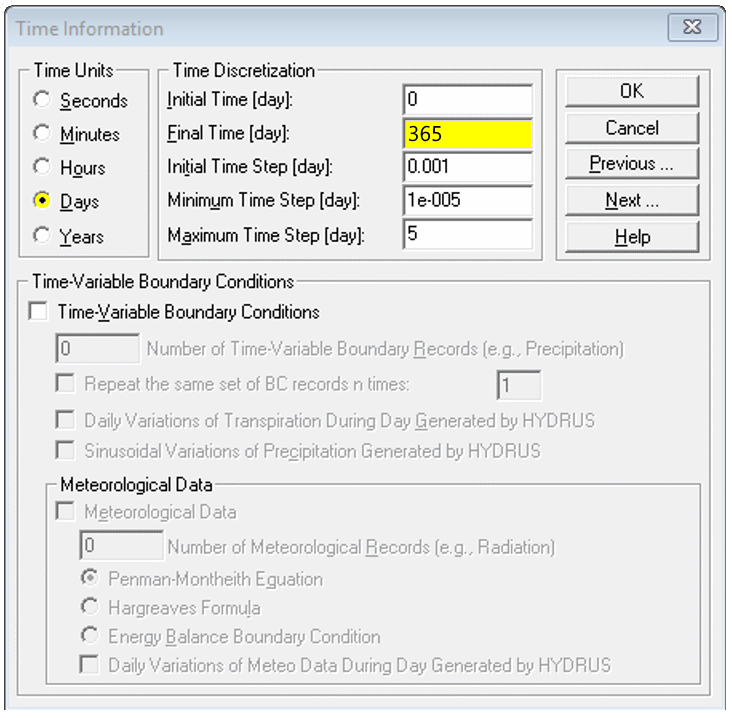 Time Information
Time Units
Seconds
Minutes
Hours
Days
Years
Time Discretization
Initial Time [day]: 0
Final Time [day]: 365
Initial Time Step [day]: 0.001
Minimum Time Step [day]: 1e-005
Maximum Time Step [day]: 5
OK
Cancel
Previous ...
Next ...
Help
Time-Variable Boundary Conditions
Time-Variable Boundary Conditions
0 Number of Time-Variable Boundary Records (e.g., Precipitation)
Repeat the same set of BC records n times: 1
Daily Variations of Transpiration During Day Generated by HYDRUS
Sinusoidal Variations of Precipitation Generated by HYDRUS
Meteorological Data
Meteorological Data
0 Number of Meteorological Records (e.g., Radiation)
Penman-Montheith Equation
Hargreaves Formula
Energy Balance Boundary Condition
Daily Variations of Meteo Data During Day Generated by HYDRUS